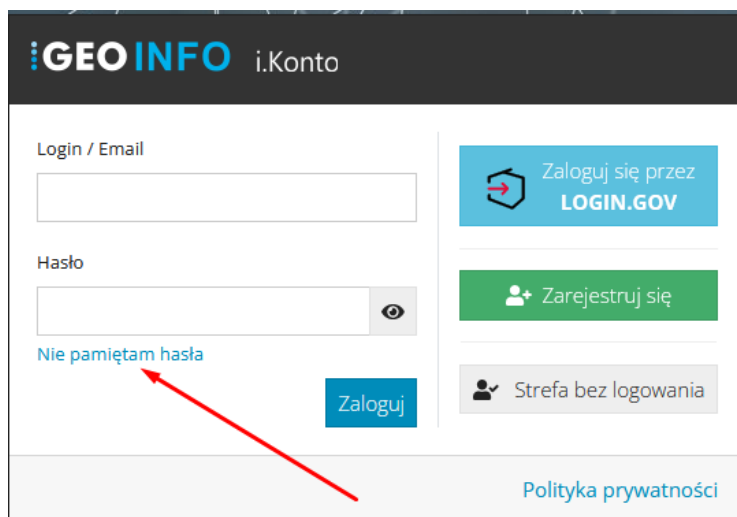 GEOINFO i.Konto
Login / Email
Hasło
Nie pamiętam hasła
Zaloguj
Zaloguj się przez
LOGIN.GOV
Zarejestruj się
Strefa bez logowania
Polityka prywatności